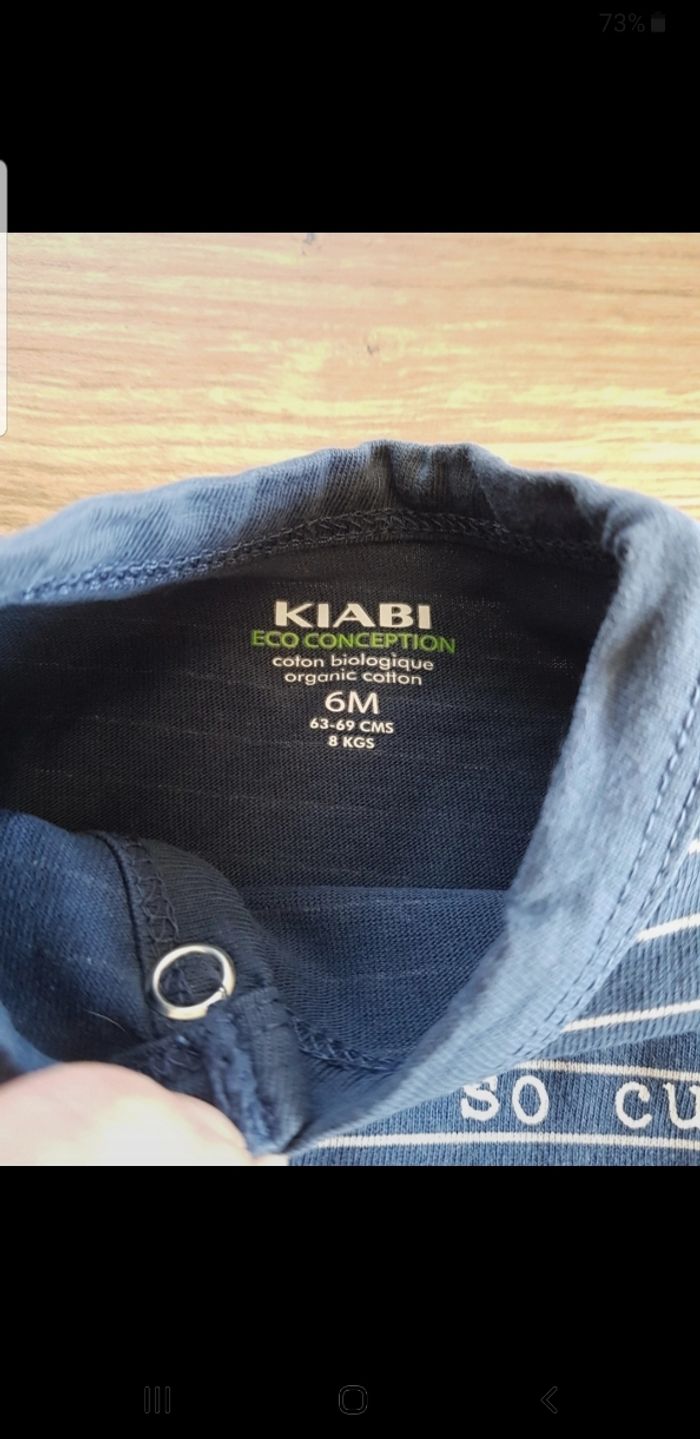 73%
KIABI
ECO CONCEPTION
coton biologique
organic cotton
6M
63-69 CMS
8 KGS
so cu